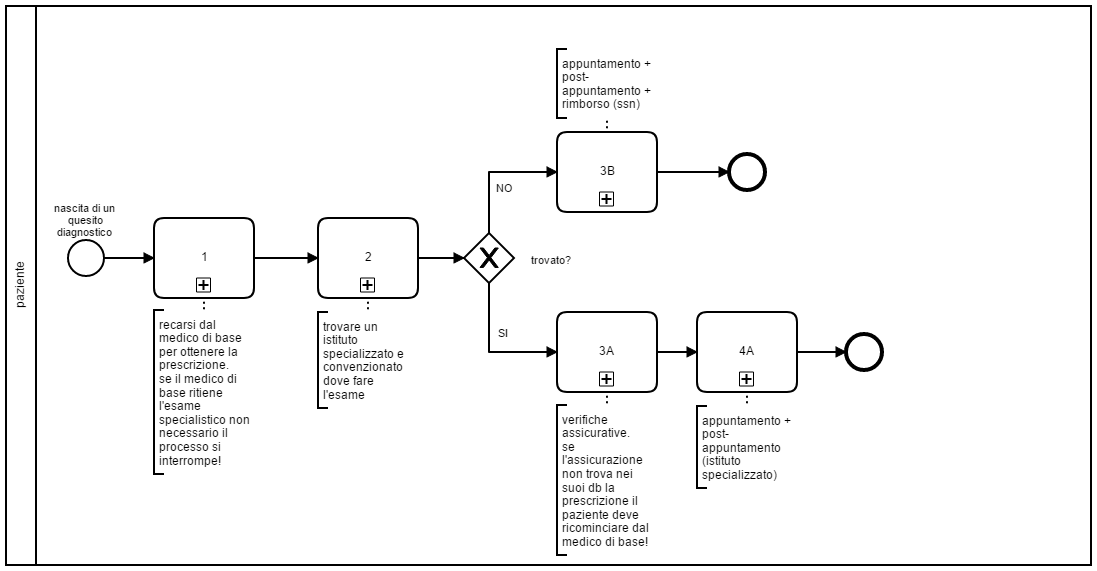 paziente
nascita di un
quesito
diagnostico
1
recarsi dal
medico di base
per ottenere la
prescrizione.
se il medico di
base ritiene
l'esame
specialistico non
necessario il
processo si
interrompe!
2
trovare un
istituto
specializzato e
convenzionato
dove fare
l'esame
trovato?
NO
appuntamento +
post-
appuntamento +
rimborso (ssn)
3B
SI
3A
verifiche
assicurative.
se
l'assicurazione
non trova nei
suoi db la
prescrizione il
paziente deve
ricominciare dal
medico di base!
4A
appuntamento +
post-
appuntamento
(istituto
specializzato)